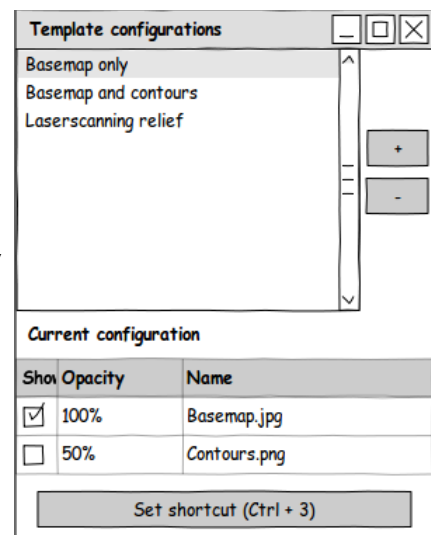 Template configurations
Basemap only
Basemap and contours
Laserscanning relief
+
-
Current configuration
Show Opacity Name
100% Basemap.jpg
50% Contours.png
Set shortcut (Ctrl + 3)